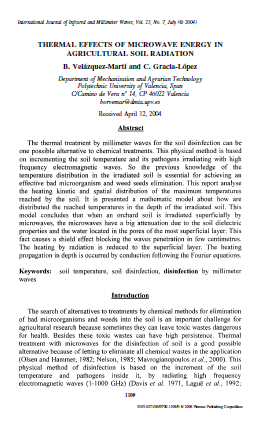 International Journal of Infrared and Millimeter Waves, Vol. 25, No. 7, July (© 2004)
THERMAL EFFECTS OF MICROWAVE ENERGY IN
AGRICULTURAL SOIL RADIATION
B. Velázquez-Martí and C. Gracia-López
Department of Mechanization and Agrarian Technology
Polytechnic University of Valencia, Spain
C/Camino de Vera nº 14, CP 46022 Valencia
borvemar@dmta.upv.es
Received April 12, 2004
Abstract
The thermal treatment by millimeter waves for the soil disinfection can be
one possible alternative to chemical treatments. This physical method is based
on incrementing the soil temperature and its pathogens irradiating with high
frequency electromagnetic waves. So the previous knowledge of the
temperature distribution in the irradiated soil is essential for achieving an
effective bad microorganism and weed seeds elimination. This report analyse
the heating kinetic and spatial distribution of the maximum temperatures
reached by the soil. It is presented a mathematic model about how are
distributed the reached temperatures in the depth of the irradiated soil. This
model concludes that when an orchard soil is irradiated superficially by
microwaves, the microwaves have a big attenuation due to the soil dielectric
properties and the water located in the pores of the most superficial layer. This
fact causes a shield effect blocking the waves penetration in few centimetres.
The heating by radiation is reduced to the superficial layer. The heating
propagation in depth is occurred by conduction following the Fourier equations.
Keywords: soil temperature, soil disinfection, disinfection by millimeter
waves
Introduction
The search of alternatives to treatments by chemical methods for elimination
of bad microorganisms and weeds into the soil is an important challenge for
agricultural research because sometimes they can leave toxic wastes dangerous
for health. Besides these toxic wastes can have high persistence. Thermal
treatment with microwaves for the disinfection of soil is a good possible
alternative because of letting to eliminate all chemical wastes in the application
(Olsen and Hammer, 1982; Nelson, 1985; Mavrogianopoulos et al., 2000). This
physical method of disinfection is based on the increment of the soil
temperature and pathogens inside it, by radiating high frequency
electromagnetic waves (1-1000 GHz) (Davis et al. 1971, Lagué et al., 1992;
1109